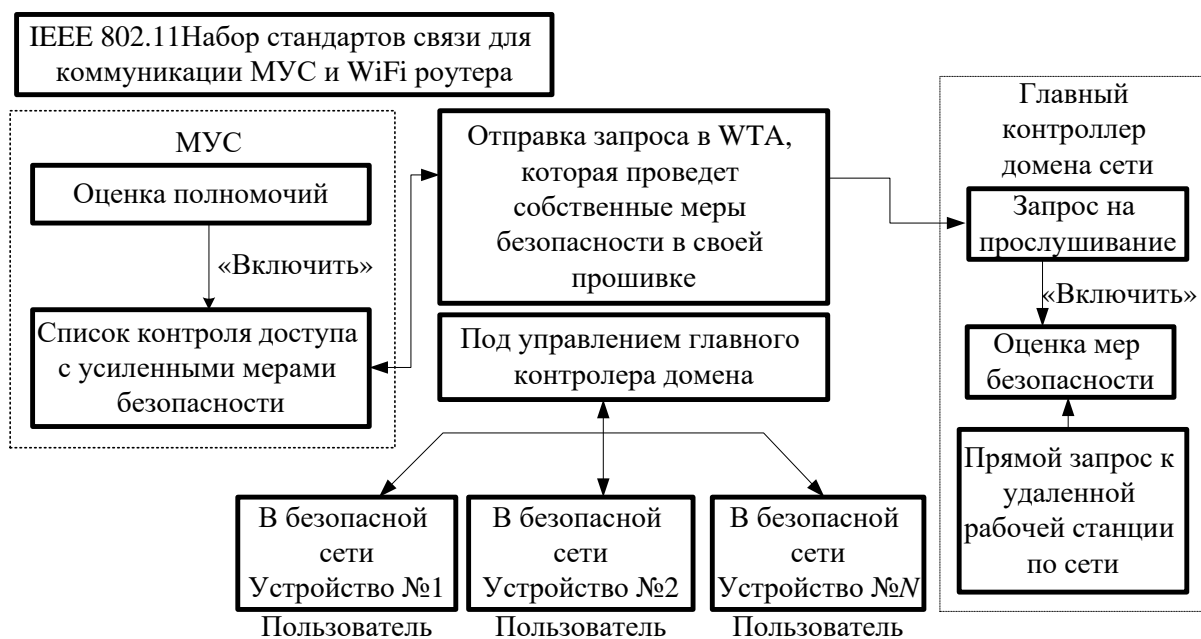 IEEE 802.11Набор стандартов связи для
коммуникации МУС и WiFi роутера
МУС
Оценка полномочий
«Включить»
Список контроля доступа
с усиленными мерами
безопасности
Отправка запроса в WTA,
которая проведет
собственные меры
безопасности в своей
прошивке
Под управлением главного
контролера домена
Главный
контроллер
домена сети
Запрос на
прослушивание
«Включить»
Оценка мер
безопасности
Прямой запрос к
удаленной
рабочей станции
по сети
В безопасной
сети
Устройство №1
Пользователь
В безопасной
сети
Устройство №2
Пользователь
В безопасной
сети
Устройство №N
Пользователь